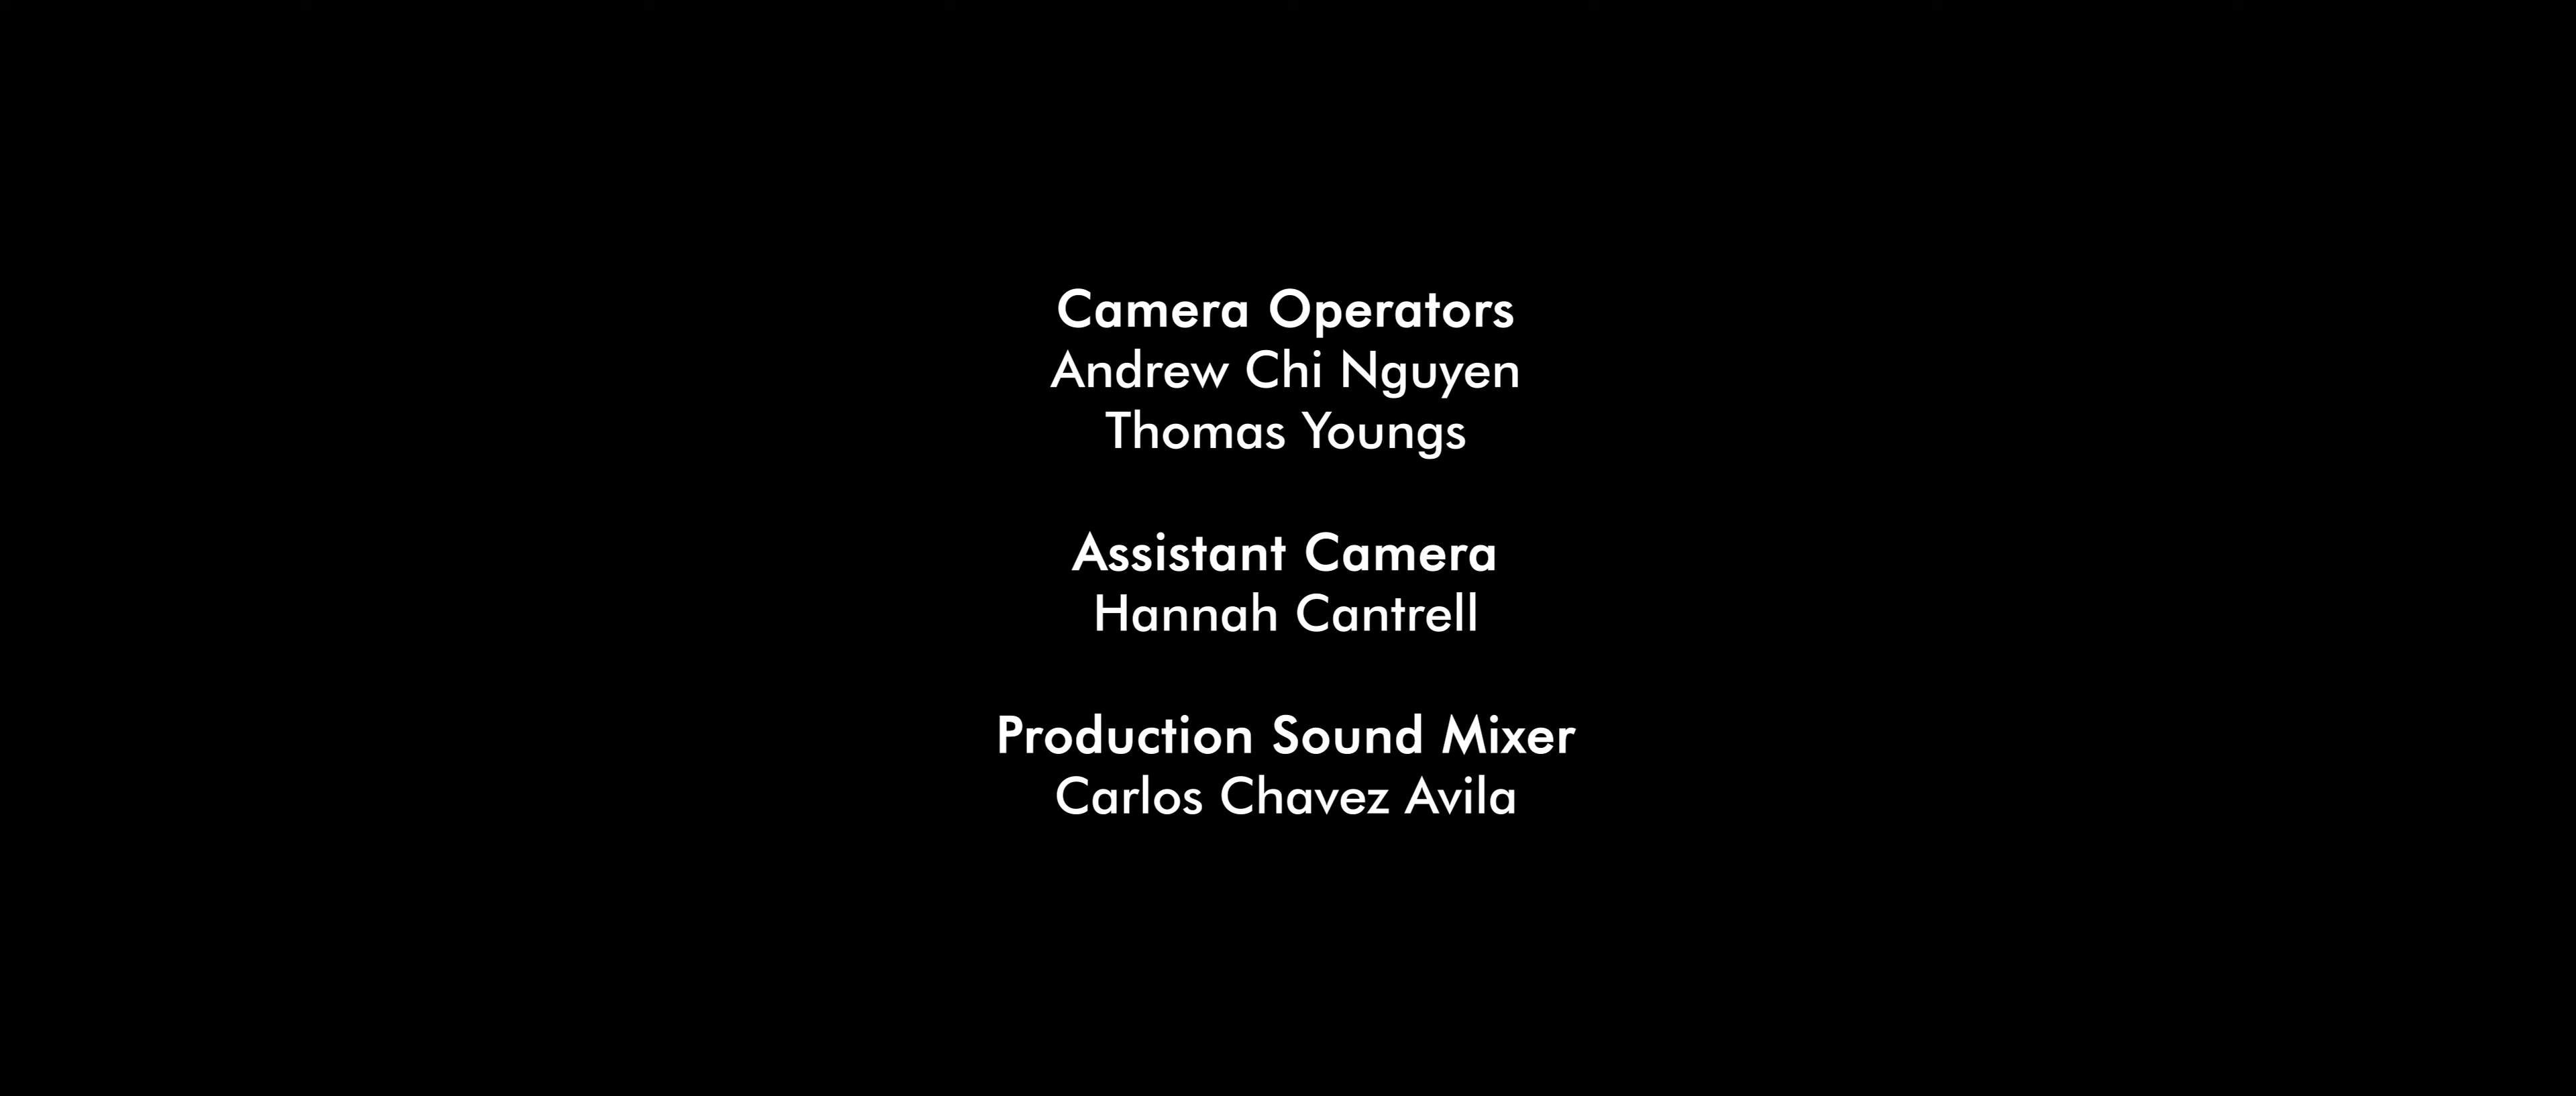 Camera Operators
Andrew Chi Nguyen
Thomas Youngs
Assistant Camera
Hannah Cantrell
Production Sound Mixer
Carlos Chavez Avila